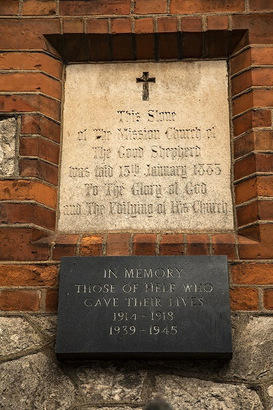 This Stone
of The Mission Church of
The Good Shepherd
was laid 13th January 1883
To The Glory of God
and The Edifying of His Church
IN MEMORY
THOSE OF HELP WHO
GAVE THEIR LIVES
1914 - 1918
1939 - 1945